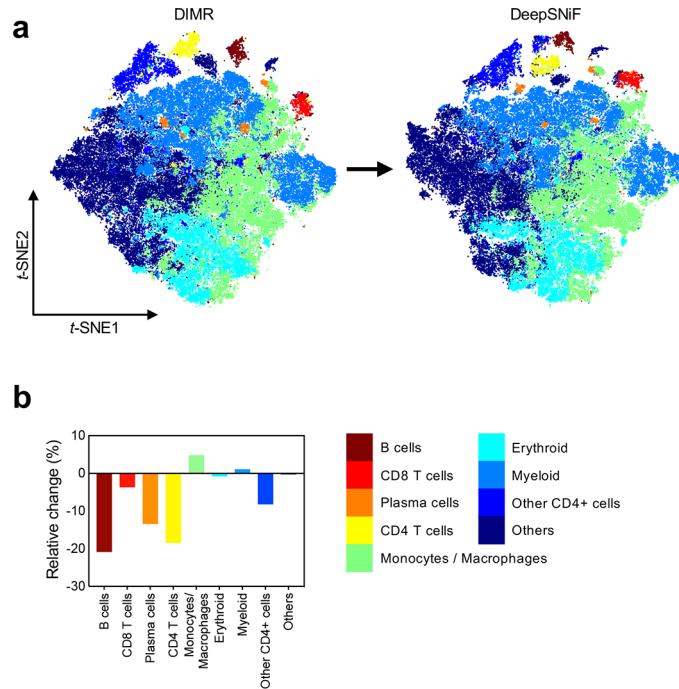 a
DIMR
DeepSNiF
t-SNE2
t-SNE1
b
Relative change (%)
10
0
-10
-20
-30
B cells
CD8 T cells
Plasma cells
CD4 T cells
Monocytes/
Macrophages
Erythroid
Myeloid
Other CD4+ cells
Others
B cells
CD8 T cells
Plasma cells
CD4 T cells
Monocytes / Macrophages
Erythroid
Myeloid
Other CD4+ cells
Others